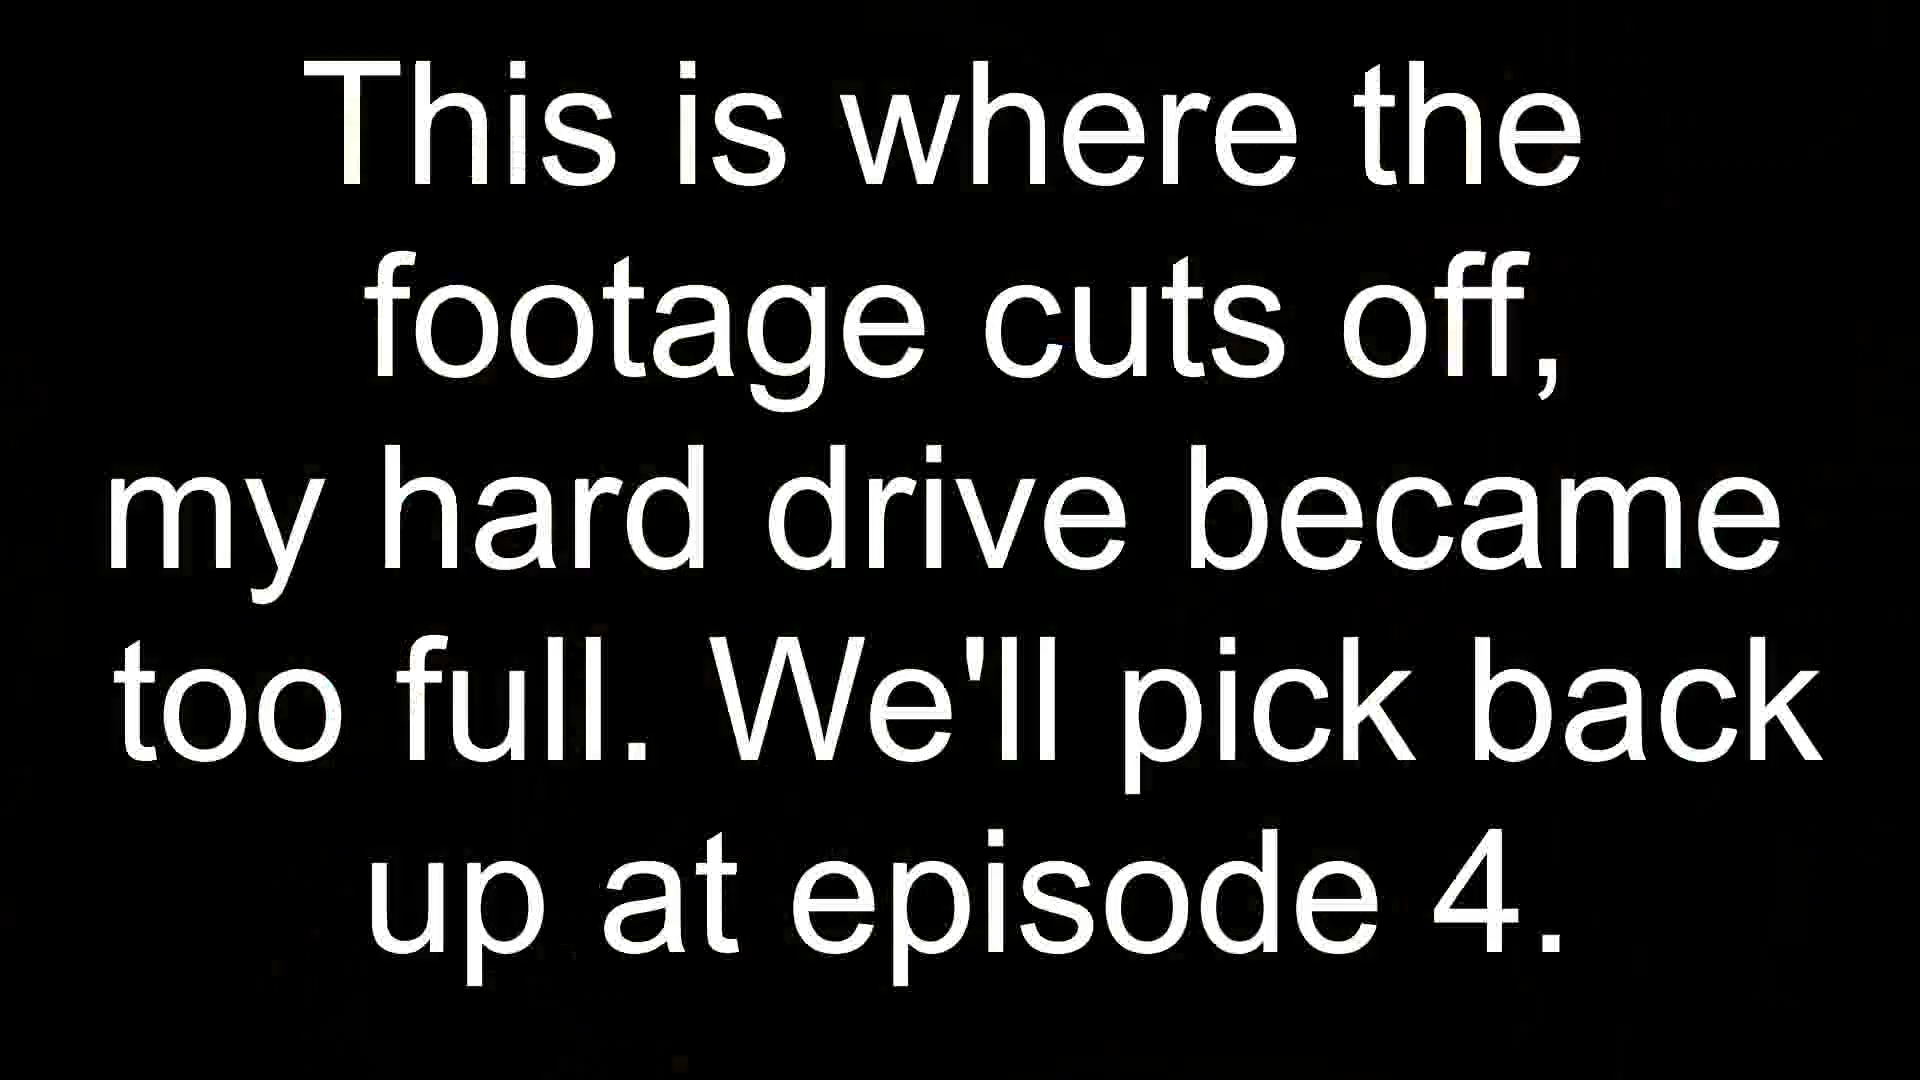 This is where the
footage cuts off,
my hard drive became
too full. We'll pick back
up at episode 4.